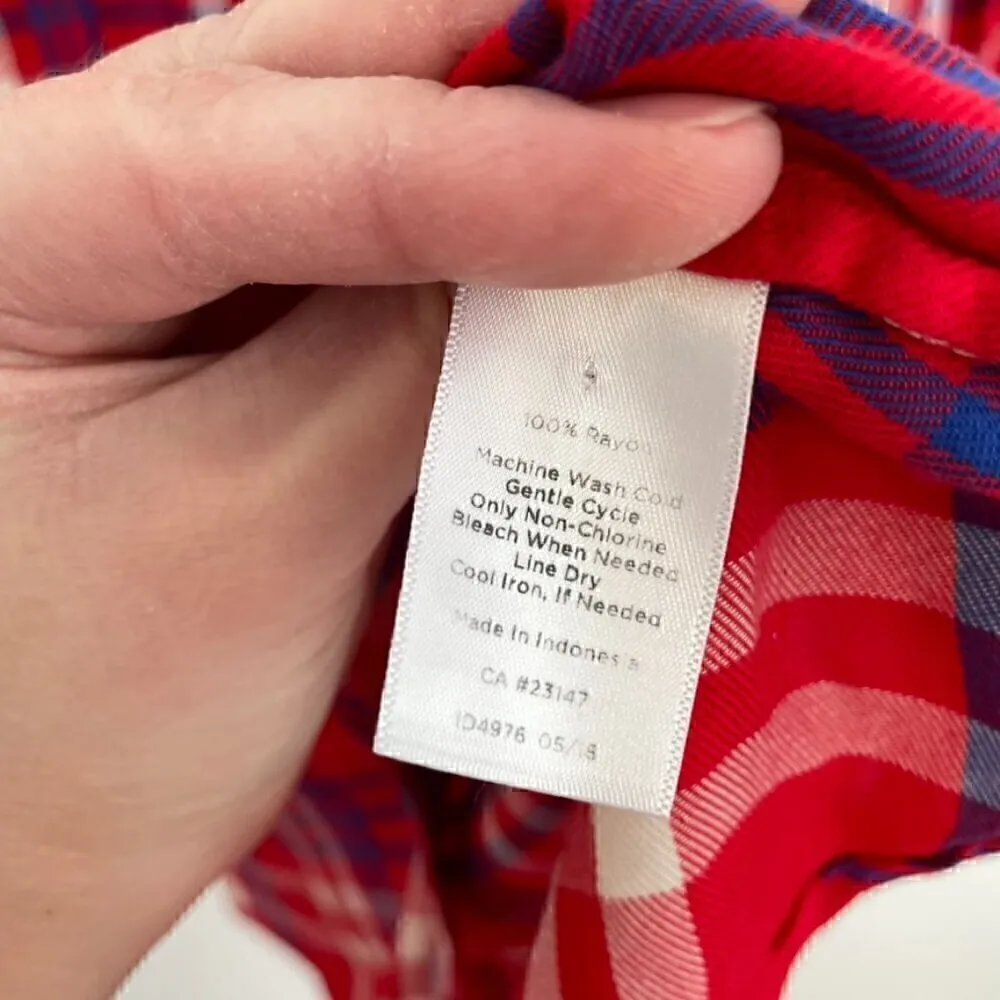 100% Rayon
Machine Wash Cold
Gentle Cycle
Only Non-Chlorine
Bleach When Needed
Line Dry
Cool Iron, If Needed
Made In Indonesia
CA #23147
ID4976 05/18